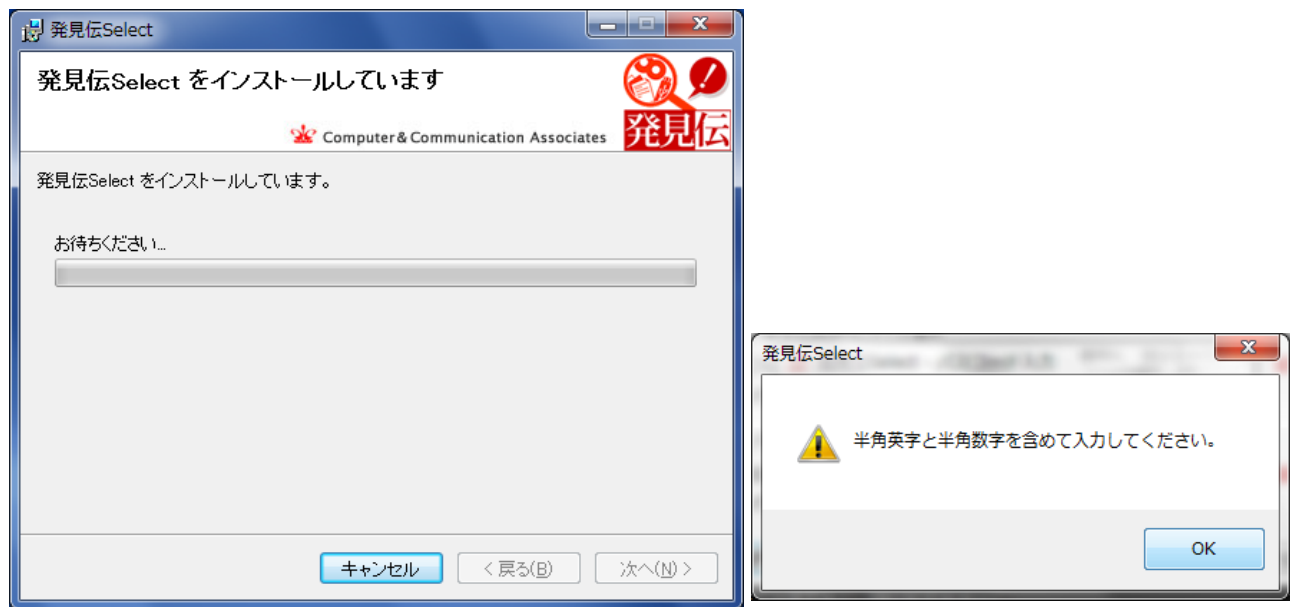 発見伝Select
発見伝Select をインストールしています
Computer & Communication Associates
発見伝
発見伝Select をインストールしています。
お待ちください...
キャンセル
< 戻る(B)
次へ(N) >
発見伝Select
半角英字と半角数字を含めて入力してください。
OK